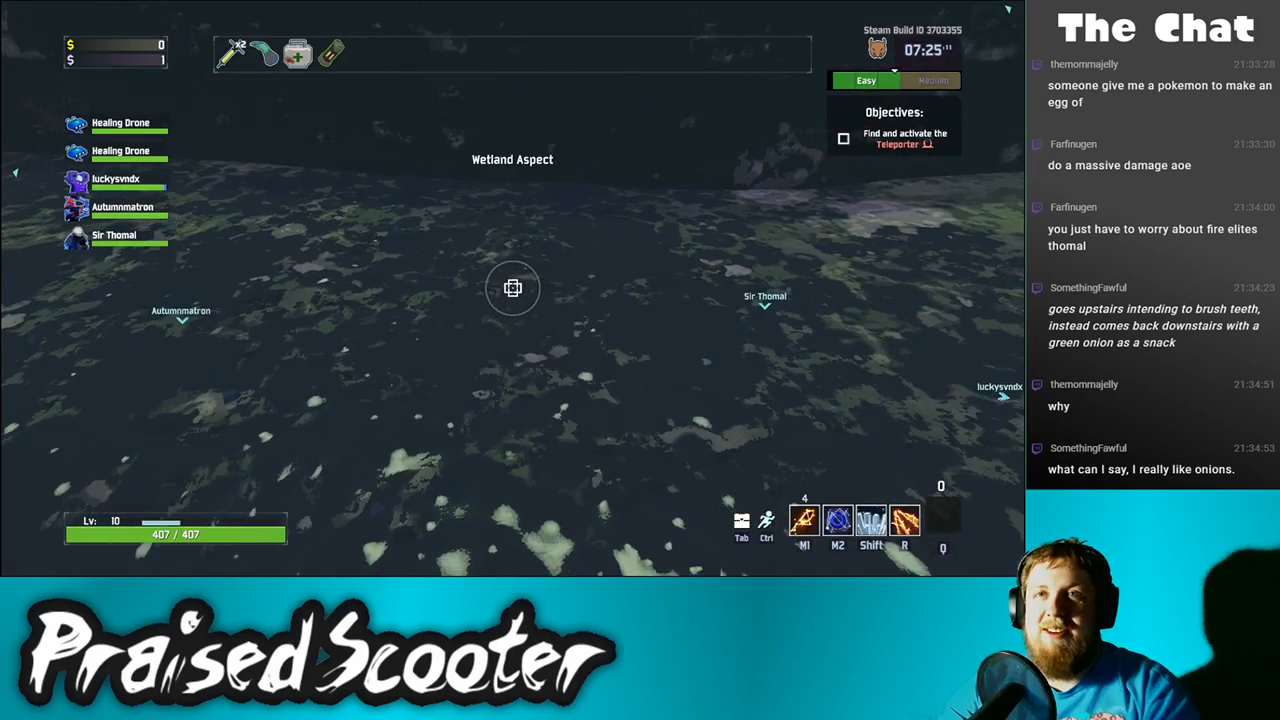 $ 0
$ 1
x2
Healing Drone
Healing Drone
luckysvndx
Autumnmatron
Sir Thomal
Wetland Aspect
Steam Build ID 3703355
07:25:11
Easy
Medium
Objectives:
Find and activate the
Teleporter
Autumnmatron
Sir Thomal
luckysvndx
Lv: 10
407 / 407
Tab
Ctrl
4
M1
M2
Shift
R
0
Q
The Chat
themommajelly 21:33:28
someone give me a pokemon to make an
egg of
Farfinugen 21:33:30
do a massive damage aoe
Farfinugen 21:34:00
you just have to worry about fire elites
thomal
SomethingFawful 21:34:23
goes upstairs intending to brush teeth,
instead comes back downstairs with a
green onion as a snack
themommajelly 21:34:51
why
SomethingFawful 21:34:53
what can I say, I really like onions.
PraisedScooter